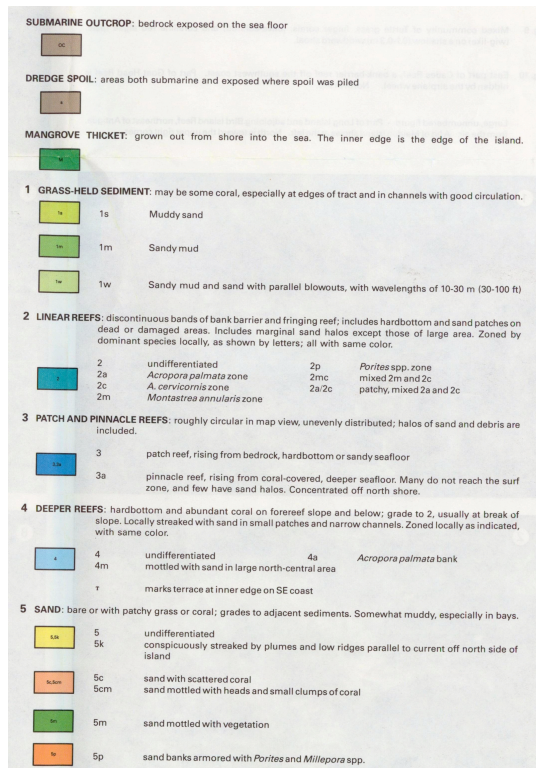 SUBMARINE OUTCROP: bedrock exposed on the sea floor
OC
DREDGE SPOIL: areas both submarine and exposed where spoil was piled
MANGROVE THICKET: grown out from shore into the sea. The inner edge is the edge of the island.
M
1 GRASS-HELD SEDIMENT: may be some coral, especially at edges of tract and in channels with good circulation.
1s 1s Muddy sand
1m 1m Sandy mud
1w 1w Sandy mud and sand with parallel blowouts, with wavelengths of 10-30 m (30-100 ft)
2 LINEAR REEFS: discontinuous bands of bank barrier and fringing reef; includes hardbottom and sand patches on
dead or damaged areas. Includes marginal sand halos except those of large area. Zoned by
dominant species locally, as shown by letters; all with same color.
2 undifferentiated 2p Porites spp. zone
2a Acropora palmata zone 2mc mixed 2m and 2c
2c A. cervicornis zone 2a/2c patchy, mixed 2a and 2c
2m Montastrea annularis zone
3 PATCH AND PINNACLE REEFS: roughly circular in map view, unevenly distributed; halos of sand and debris are
included.
3 patch reef, rising from bedrock, hardbottom or sandy seafloor
3,3a
3a pinnacle reef, rising from coral-covered, deeper seafloor. Many do not reach the surf
zone, and few have sand halos. Concentrated off north shore.
4 DEEPER REEFS: hardbottom and abundant coral on forereef slope and below; grade to 2, usually at break of
slope. Locally streaked with sand in small patches and narrow channels. Zoned locally as indicated,
with same color.
4 4 undifferentiated 4a Acropora palmata bank
4m mottled with sand in large north-central area
T marks terrace at inner edge on SE coast
5 SAND: bare or with patchy grass or coral; grades to adjacent sediments. Somewhat muddy, especially in bays.
5,5k 5 undifferentiated
5k conspicuously streaked by plumes and low ridges parallel to current off north side of
island
5c,5cm 5c sand with scattered coral
5cm sand mottled with heads and small clumps of coral
5m 5m sand mottled with vegetation
5p 5p sand banks armored with Porites and Millepora spp.